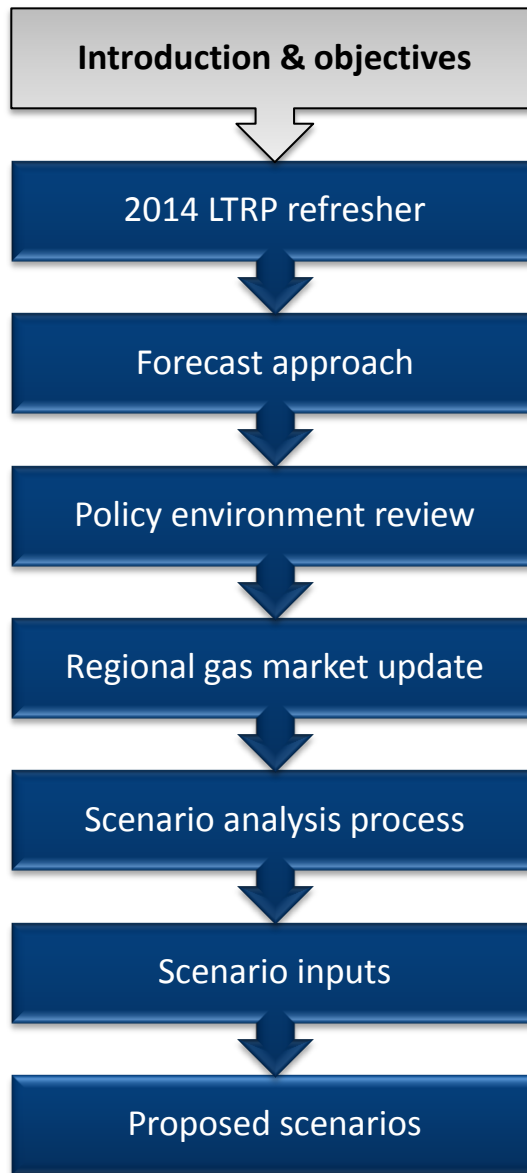 Introduction & objectives
2014 LTRP refresher
Forecast approach
Policy environment review
Regional gas market update
Scenario analysis process
Scenario inputs
Proposed scenarios